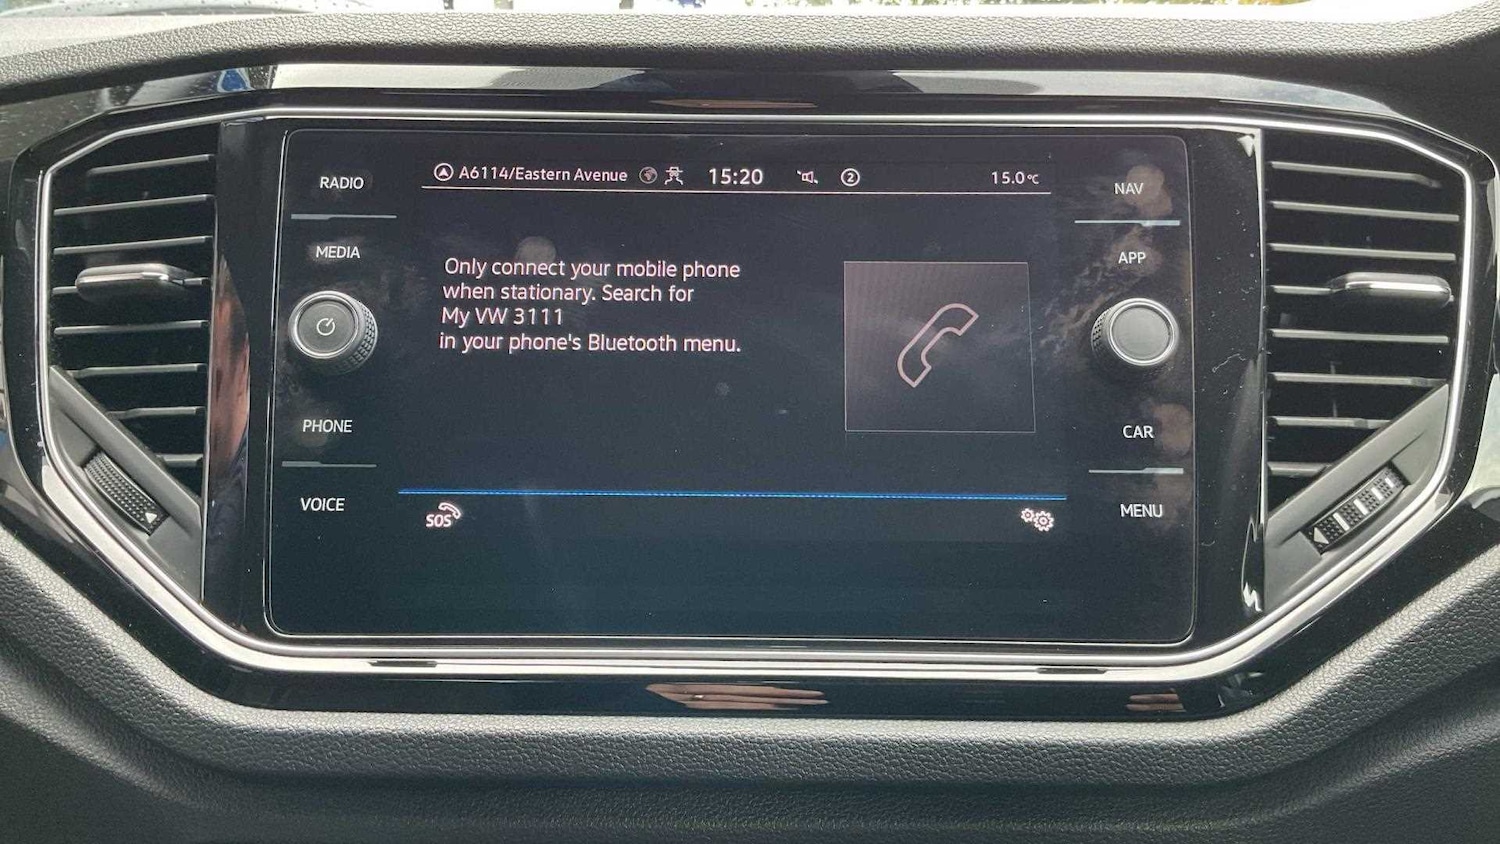 RADIO
MEDIA
PHONE
VOICE
A6114/Eastern Avenue 15:20 2 15.0°C
Only connect your mobile phone
when stationary. Search for
My VW 3111
in your phone's Bluetooth menu.
SOS
NAV
APP
CAR
MENU